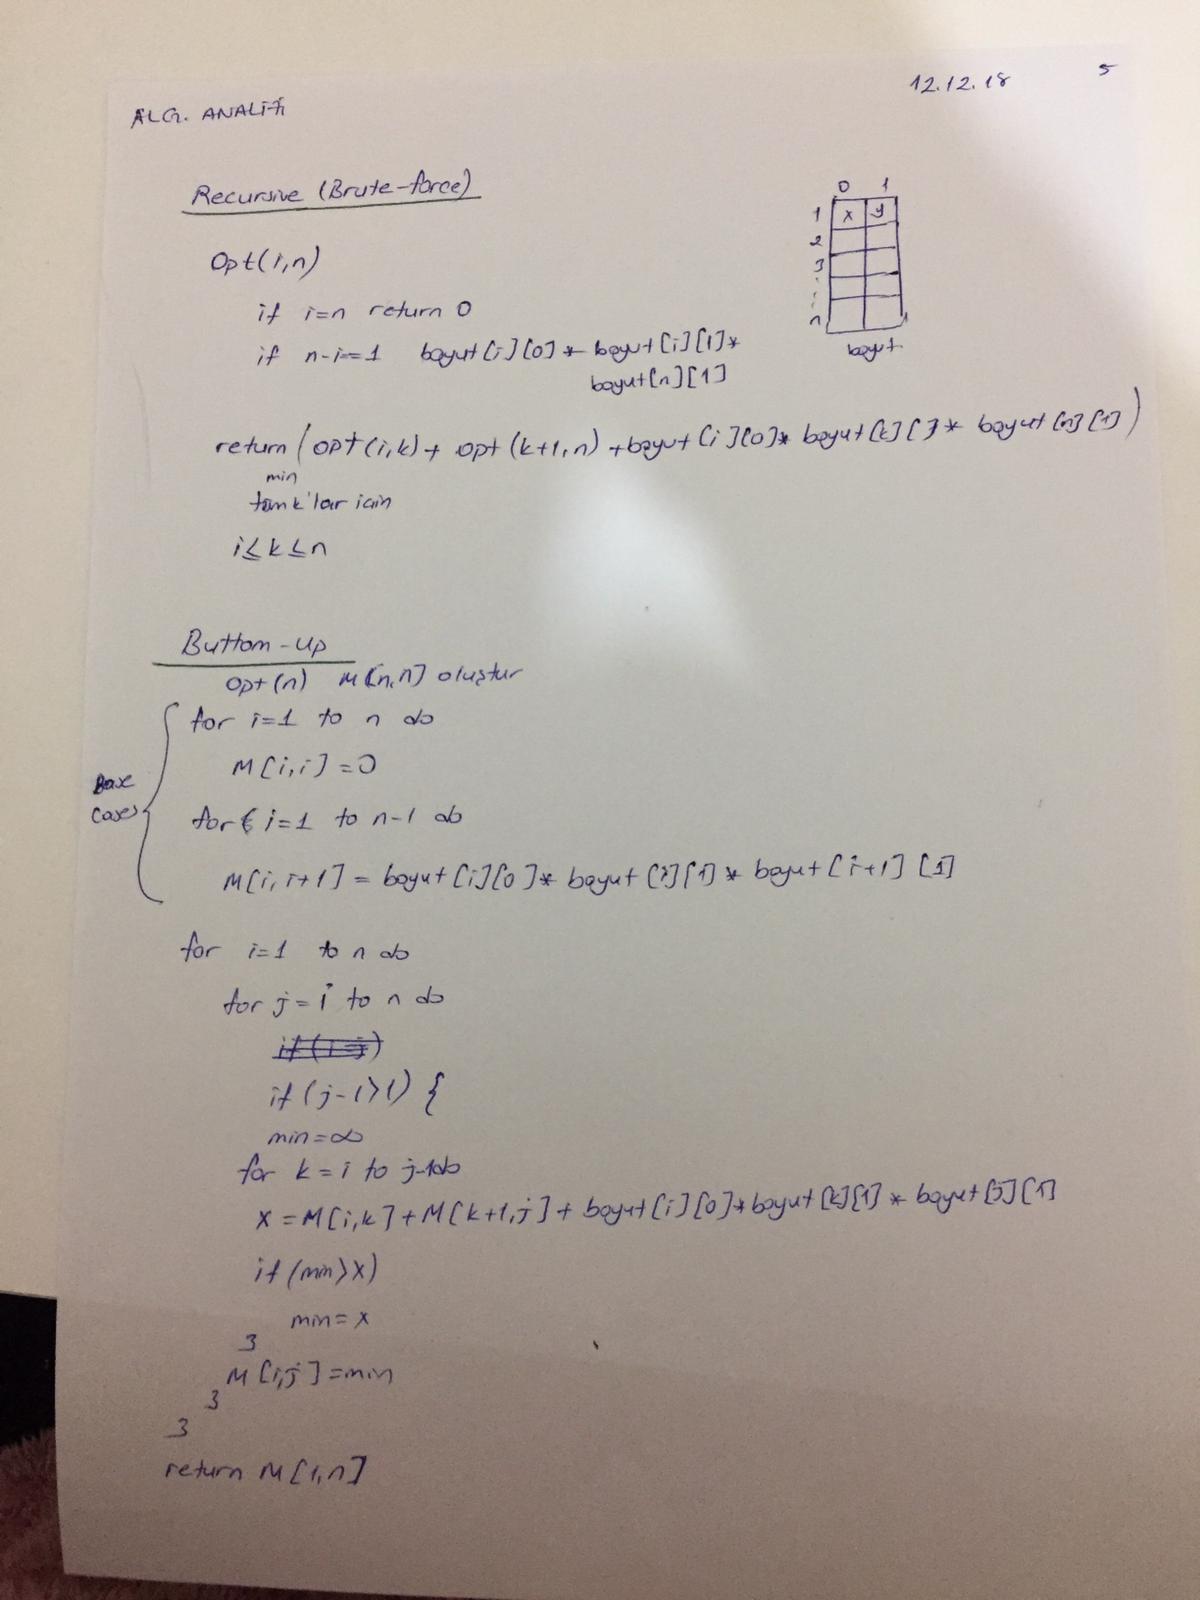 12.12.18 5
ALG. ANALİZİ
Recursive (Brute-force)
0 1
1 x y
2
3
n
boyut
Opt(i,n)
if i=n return 0
if n-i=1 boyut[i][0] * boyut[i][1] *
boyut[n][1]
return (opt(i,k) + opt(k+1,n) + boyut[i][0] * boyut[k][ ] * boyut[n][1])
min
tüm k'lar için
i≤k≤n
Buttom-up
Opt(n) M[n,n] oluştur
for i=1 to n do
M[i,i] = 0
Base
cases
for i=1 to n-1 do
M[i,i+1] = boyut[i][0] * boyut[i][1] * boyut[i+1][1]
for i=1 to n do
for j=i to n do
if (j-i>1) {
min=∞
for k=i to j-1 do
x = M[i,k] + M[k+1,j] + boyut[i][0] * boyut[k][1] * boyut[j][1]
if (min>x)
min = x
}
M[i,j] = min
}
}
return M[1,n]